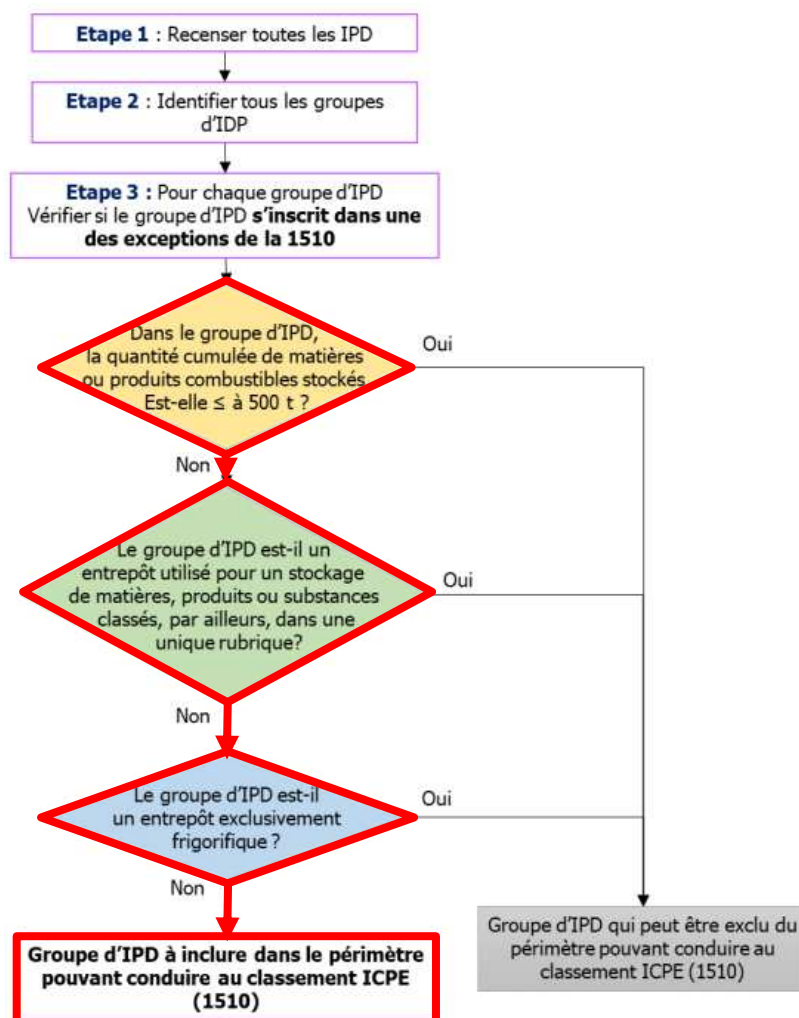 Etape 1 : Recenser toutes les IPD
Etape 2 : Identifier tous les groupes
d'IDP
Etape 3 : Pour chaque groupe d'IPD
Vérifier si le groupe d'IPD s'inscrit dans une
des exceptions de la 1510
Dans le groupe d'IPD,
la quantité cumulée de matières
ou produits combustibles stockés
Est-elle ≤ à 500 t ?
Oui
Non
Le groupe d'IPD est-il un
entrepôt utilisé pour un stockage
de matières, produits ou substances
classés, par ailleurs, dans une
unique rubrique?
Oui
Non
Le groupe d'IPD est-il
un entrepôt exclusivement
frigorifique ?
Oui
Non
Groupe d'IPD à inclure dans le périmètre
pouvant conduire au classement ICPE
(1510)
Groupe d'IPD qui peut être exclu du
périmètre pouvant conduire au
classement ICPE (1510)